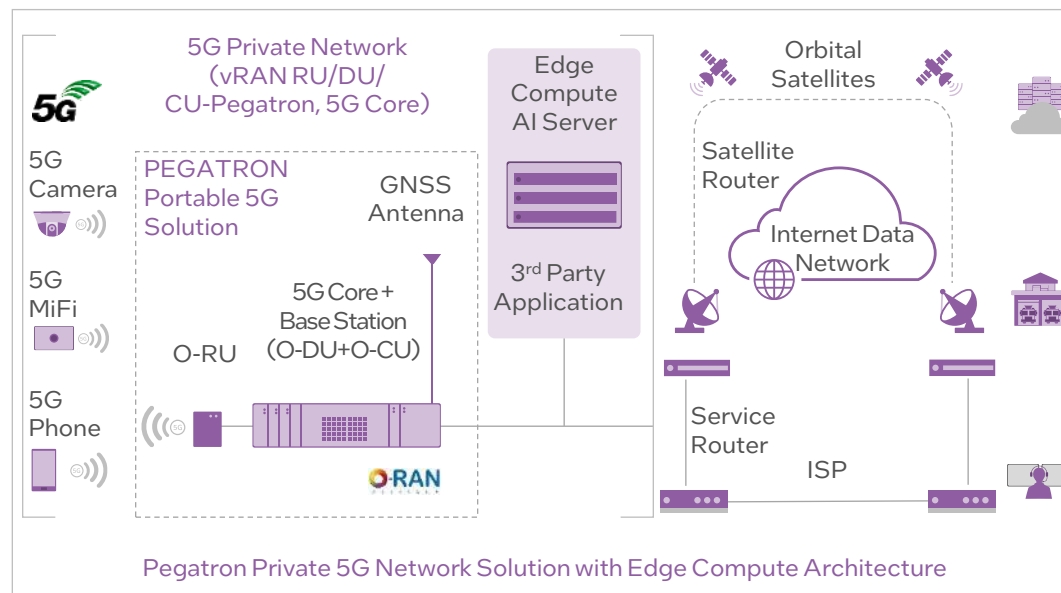 5G Private Network
(vRAN RU/DU/
CU-Pegatron, 5G Core)
5G
5G
Camera
5G
MiFi
5G
Phone
PEGATRON
Portable 5G
Solution
GNSS
Antenna
5G Core+
Base Station
(O-DU+O-CU)
O-RU
5G
O-RAN
Edge
Compute
AI Server
3rd Party
Application
Orbital
Satellites
Satellite
Router
Internet Data
Network
Service
Router
ISP
Pegatron Private 5G Network Solution with Edge Compute Architecture